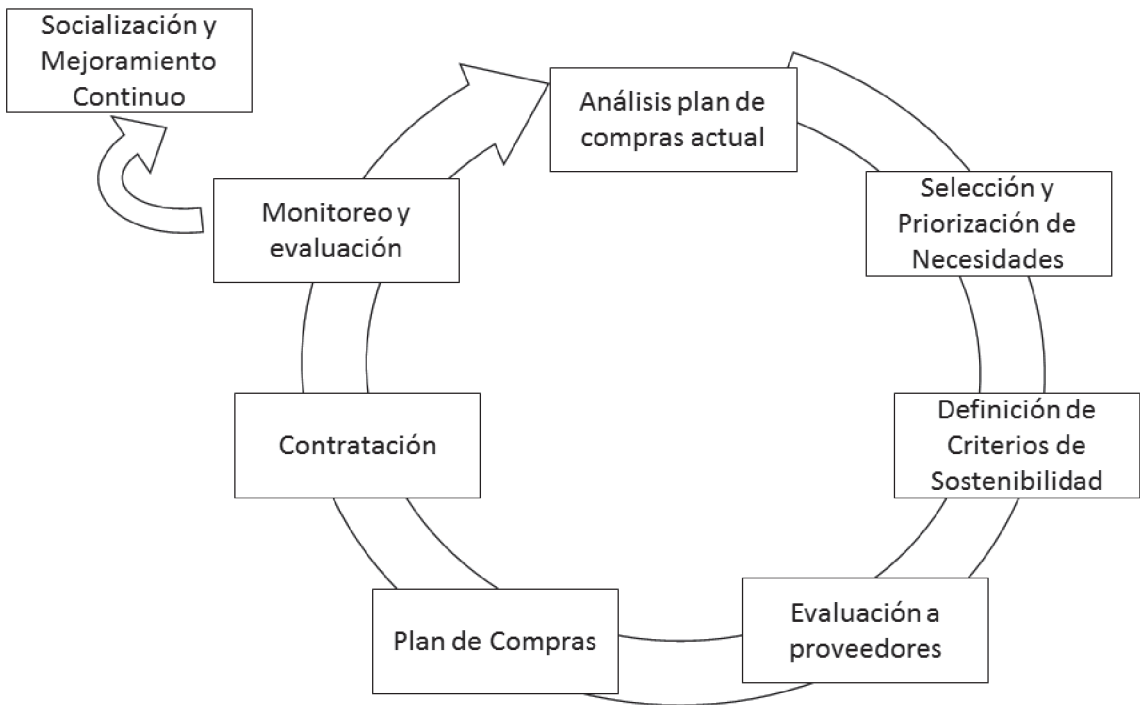 Socialización y
Mejoramiento
Continuo
Análisis plan de
compras actual
Selección y
Priorización de
Necesidades
Monitoreo y
evaluación
Definición de
Criterios de
Sostenibilidad
Contratación
Evaluación a
proveedores
Plan de Compras